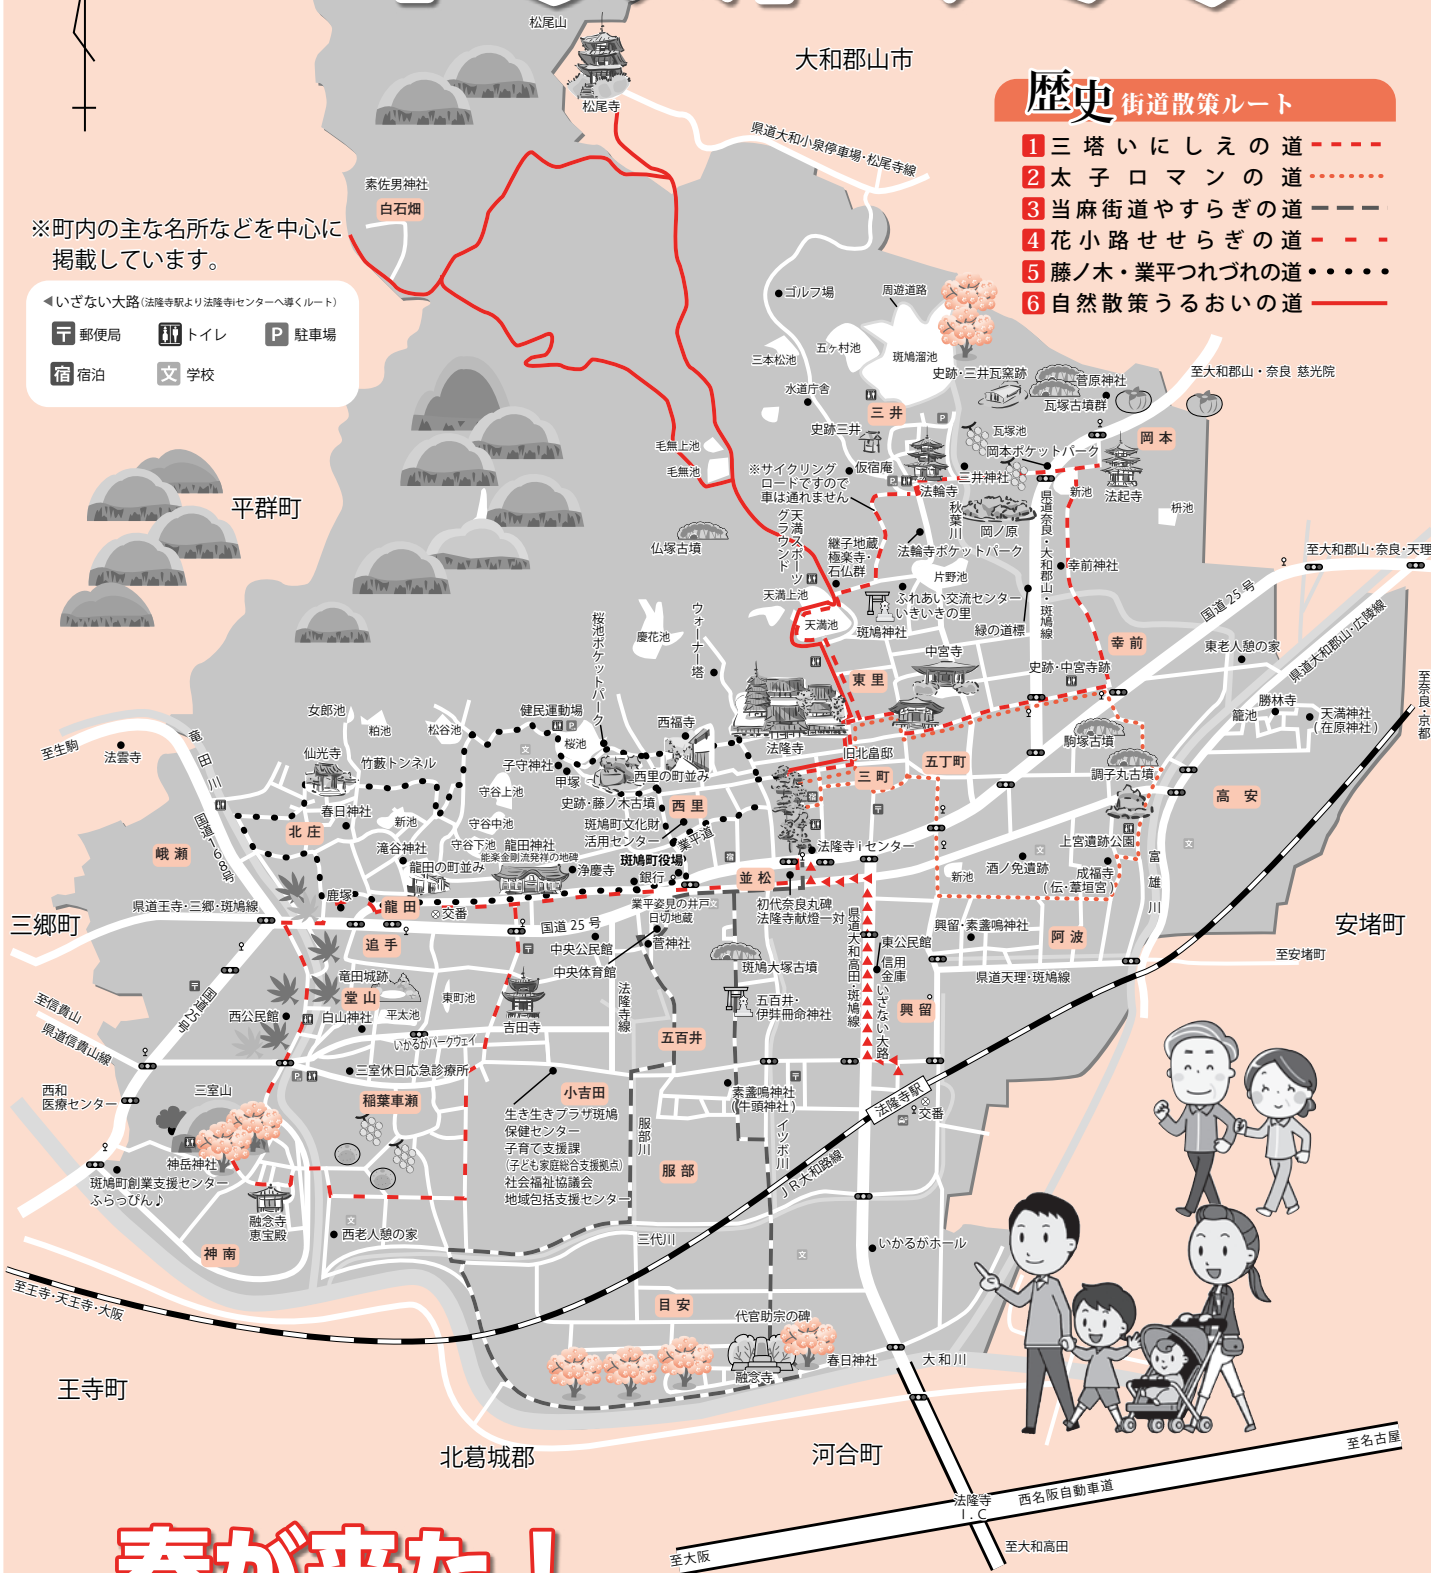 松尾山
大和郡山市
松尾寺
県道大和小泉停車場・松尾寺線
歴史街道散策ルート
1 三塔いにしえの道
2 太子ロマンの道
3 当麻街道やすらぎの道
4 花小路せせらぎの道
5 藤ノ木・業平つれづれの道
6 自然散策うるおいの道
素佐男神社
白石畑
※町内の主な名所などを中心に
掲載しています。
◀いざない大路(法隆寺駅より法隆寺iセンターへ導くルート)
〒 郵便局
トイレ
P 駐車場
宿 宿泊
文 学校
ゴルフ場
周遊道路
三本松池
五ヶ村池
斑鳩溜池
水道庁舎
史跡・三井瓦窯跡
菅原神社
瓦塚古墳群
至大和郡山・奈良 慈光院
三井
史跡三井
瓦塚池
岡本ポケットパーク
岡本
毛無上池
毛無池
※サイクリング
ロードですので
車は通れません
仮宿庵
法輪寺
三井神社
新池
法起寺
枡池
平群町
天満スポーツ
グラウンド
仏塚古墳
継子地蔵
極楽寺・
石仏群
秋葉川
岡ノ原
法輪寺ポケットパーク
県道奈良・大和郡山・斑鳩線
幸前神社
至大和郡山・奈良・天理
片野池
ふれあい交流センター
いきいきの里
天満上池
天満池
斑鳩神社
緑の道標
国道25号
県道大和郡山・広陵線
桜池ポケットパーク
慶花池
ウォーナー塔
中宮寺
史跡・中宮寺跡
幸前
東老人憩の家
東里
勝林寺
籠池
天満神社
(在原神社)
至奈良・京都
女郎池
粕池
松谷池
健民運動場
桜池
西福寺
法隆寺
旧北畠邸
駒塚古墳
調子丸古墳
至生駒
法雲寺
竜田川
仙光寺
竹藪トンネル
子守神社
甲塚
西里の町並み
史跡・藤ノ木古墳
五丁町
三町
高安
守谷上池
春日神社
新池
守谷中池
西里
斑鳩町文化財
活用センター
業平道
上宮遺跡公園
国道168号
北庄
峨瀬
滝谷神社
守谷下池
龍田神社
能楽金剛流発祥の地碑
龍田の町並み
浄慶寺
斑鳩町役場
銀行
法隆寺iセンター
並松
酒ノ免遺跡
新池
成福寺
(伝・葦垣宮)
富雄川
鹿塚
龍田
交番
県道王寺・三郷・斑鳩線
三郷町
業平姿見の井戸
日切地蔵
初代奈良丸碑
法隆寺献燈一対
追手
国道25号
中央公民館
菅神社
中央体育館
県道大和高田・斑鳩線
東公民館
信用
金庫
興留・素盞鳴神社
阿波
安堵町
至安堵町
県道天理・斑鳩線
竜田城跡
堂山
東町池
斑鳩大塚古墳
五百井・
伊弉冊命神社
至信貴山
国道25号
西公民館
白山神社
平太池
吉田寺
法隆寺線
いざない大路
興留
県道信貴山線
いかるがパークウェイ
五百井
三室休日応急診療所
西和
医療センター
三室山
稲葉車瀬
小吉田
素盞鳴神社
(牛頭神社)
法隆寺駅
交番
生き生きプラザ斑鳩
保健センター
子育て支援課
(子ども家庭総合支援拠点)
社会福祉協議会
地域包括支援センター
服部川
イツボ川
服部
JR大和路線
神岳神社
斑鳩町創業支援センター
ふらっぴん♪
融念寺
恵宝殿
西老人憩の家
神南
三代川
いかるがホール
至王寺・天王寺・大阪
目安
代官助宗の碑
融念寺
春日神社
大和川
王寺町
北葛城郡
河合町
至名古屋
法隆寺
I.C
西名阪自動車道
至大阪
至大和高田
春が来た！